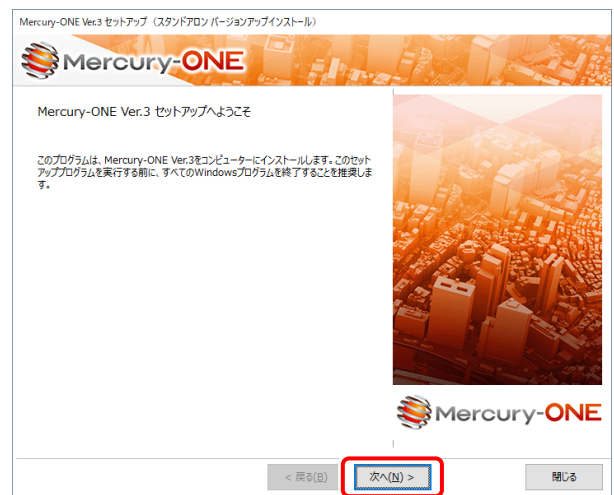 Mercury-ONE Ver.3 セットアップ（スタンドアロン バージョンアップインストール）
Mercury-ONE
Mercury-ONE Ver.3 セットアップへようこそ
このプログラムは、Mercury-ONE Ver.3をコンピューターにインストールします。このセット
アッププログラムを実行する前に、すべてのWindowsプログラムを終了することを推奨しま
す。
Mercury-ONE
< 戻る(B)
次へ(N) >
閉じる